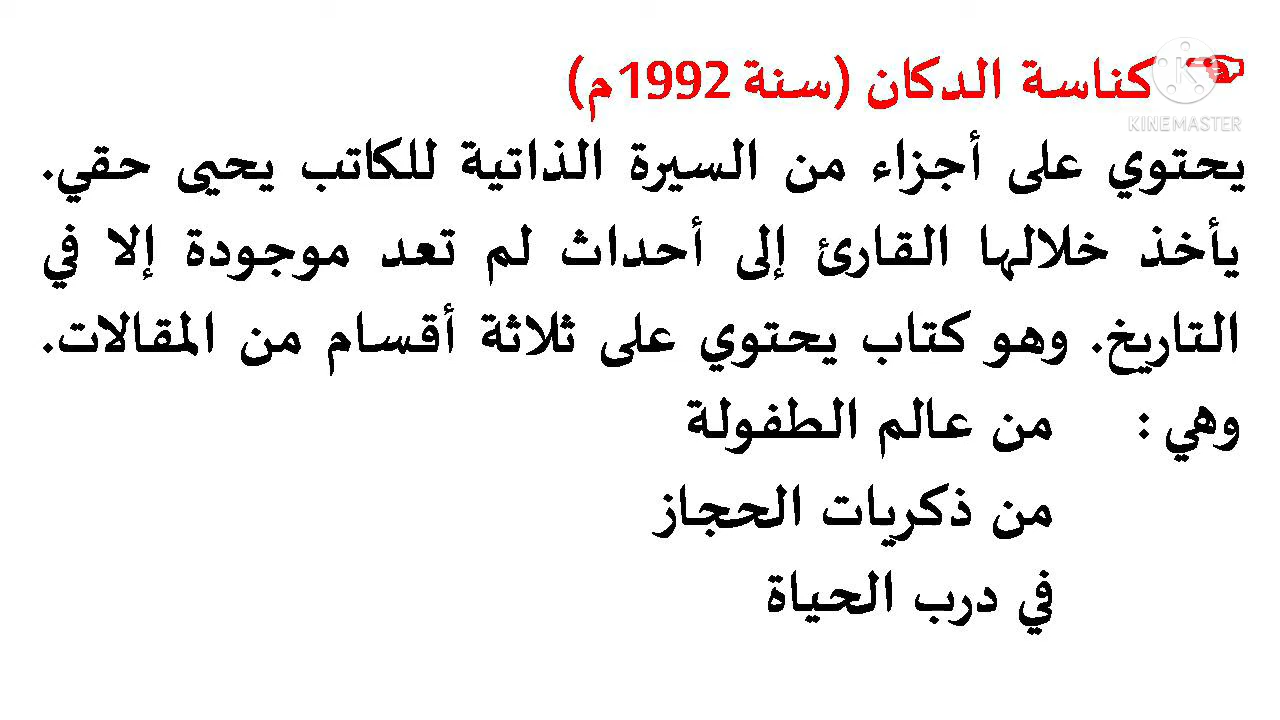 ☜ كناسة الدكان (سنة 1992م)
KINEMASTER
يحتوي على أجزاء من السيرة الذاتية للكاتب يحيى حقي.
يأخذ خلالها القارئ إلى أحداث لم تعد موجودة إلا في
التاريخ. وهو كتاب يحتوي على ثلاثة أقسام من المقالات.
وهي : من عالم الطفولة
من ذكريات الحجاز
في درب الحياة